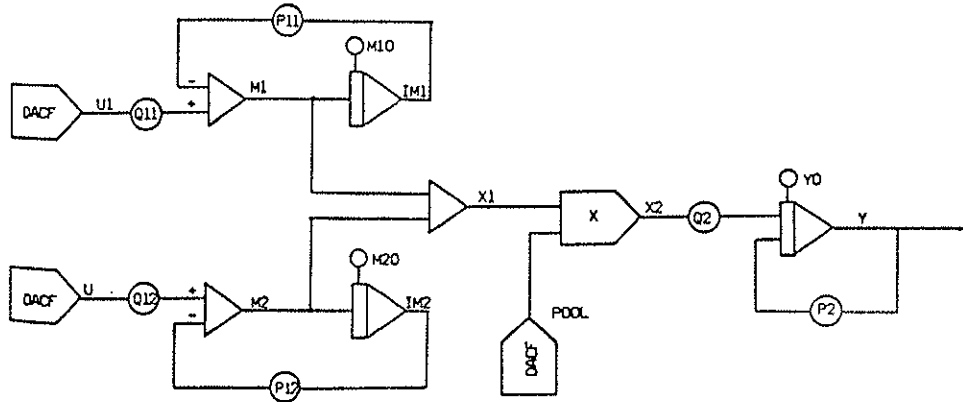 P11
M10
-
M1
IM1
DACF
U1
Q11
+
X1
X
X2
Q2
Y0
Y
M20
DACF
U
Q12
+
-
M2
IM2
P12
POOL
DACF
P2